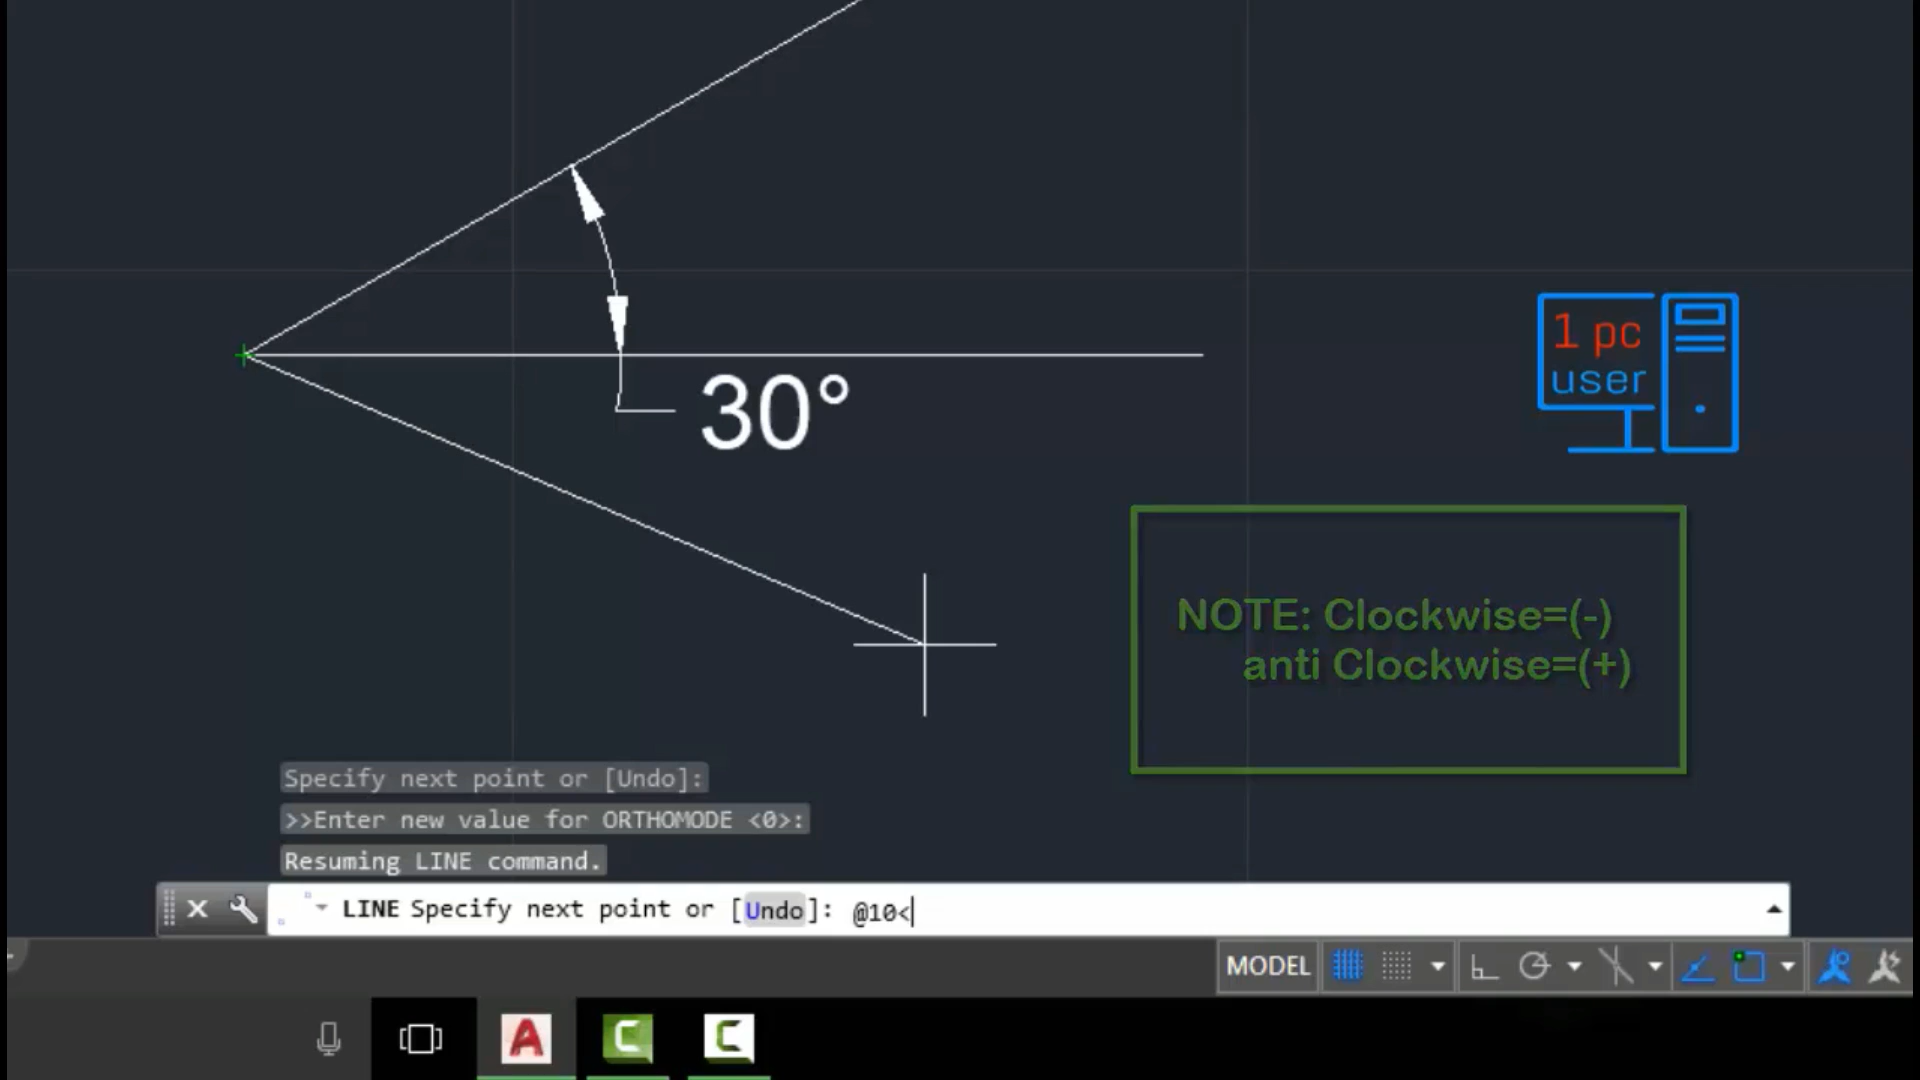 1 pc
user
30°
NOTE: Clockwise=(-)
anti Clockwise=(+)
Specify next point or [Undo]:
>>Enter new value for ORTHOMODE <0>:
Resuming LINE command.
LINE Specify next point or [Undo]: @10<
MODEL